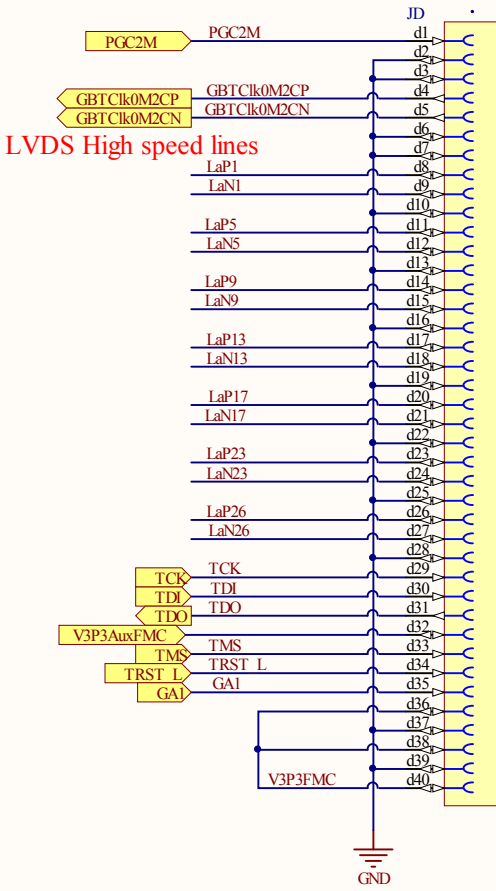 JD
PGC2M PGC2M d1
d2
d3
GBTClk0M2CP GBTClk0M2CP d4
GBTClk0M2CN GBTClk0M2CN d5
d6
LVDS High speed lines
d7
LaP1 d8
LaN1 d9
d10
LaP5 d11
LaN5 d12
d13
LaP9 d14
LaN9 d15
d16
LaP13 d17
LaN13 d18
d19
LaP17 d20
LaN17 d21
d22
LaP23 d23
LaN23 d24
d25
LaP26 d26
LaN26 d27
d28
TCK TCK d29
TDI TDI d30
TDO TDO d31
V3P3AuxFMC d32
TMS TMS d33
TRST_L TRST_L d34
GA1 GA1 d35
d36
d37
d38
d39
V3P3FMC d40
GND